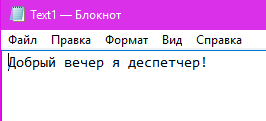 Text1 — Блокнот
Файл Правка Формат Вид Справка
Добрый вечер я деспетчер!